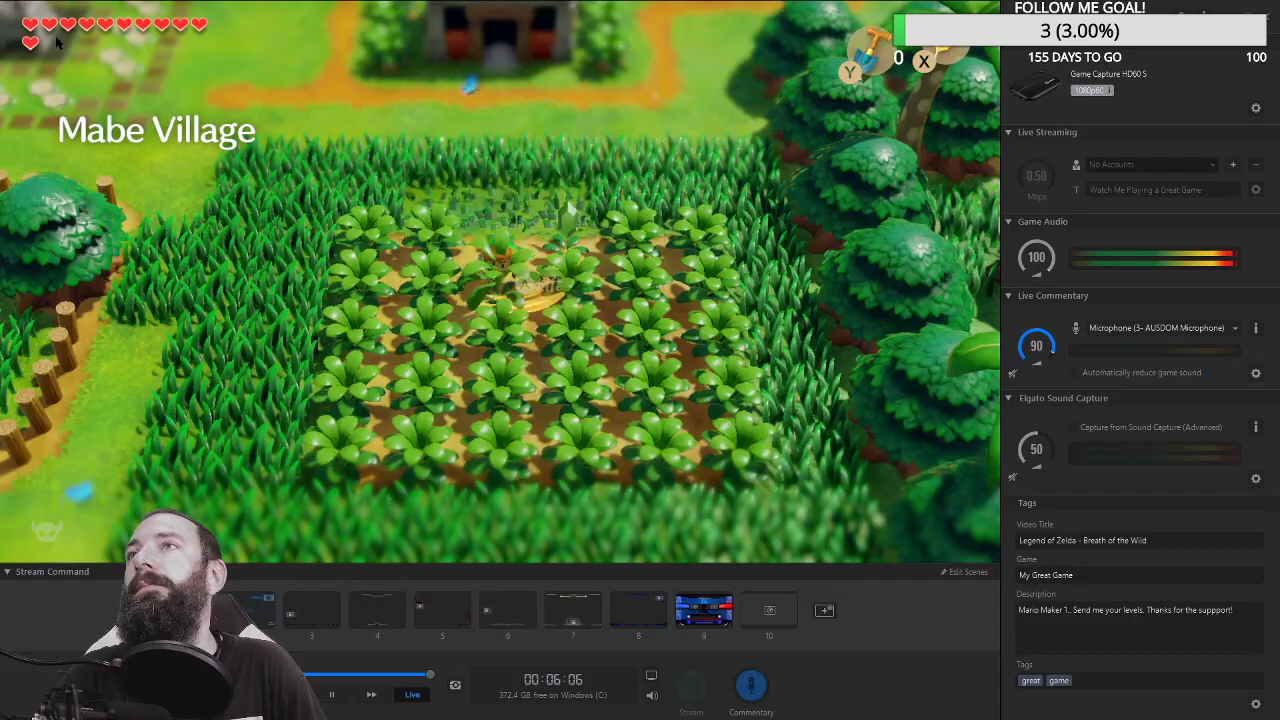 FOLLOW ME GOAL!
3 (3.00%)
155 DAYS TO GO
100
Y
0
X
Game Capture HD60 S
1080p60
Mabe Village
Live Streaming
0.50
Mbps
No Accounts
T
Watch Me Playing a Great Game
Game Audio
100
Live Commentary
90
Microphone (3- AUSDOM Microphone)
Automatically reduce game sound
Elgato Sound Capture
50
Capture from Sound Capture (Advanced)
Tags
Video Title
Legend of Zelda - Breath of the Wild
Game
My Great Game
Description
Mario Maker 1.. Send me your levels. Thanks for the suppport!
Tags
great
game
Stream Command
Edit Scenes
3
4
5
6
7
8
9
10
Live
00:06:06
372.4 GB free on Windows (C)
Stream
Commentary